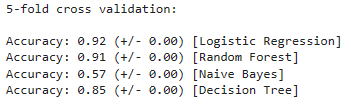 5-fold cross validation:
Accuracy: 0.92 (+/- 0.00) [Logistic Regression]
Accuracy: 0.91 (+/- 0.00) [Random Forest]
Accuracy: 0.57 (+/- 0.00) [Naive Bayes]
Accuracy: 0.85 (+/- 0.00) [Decision Tree]